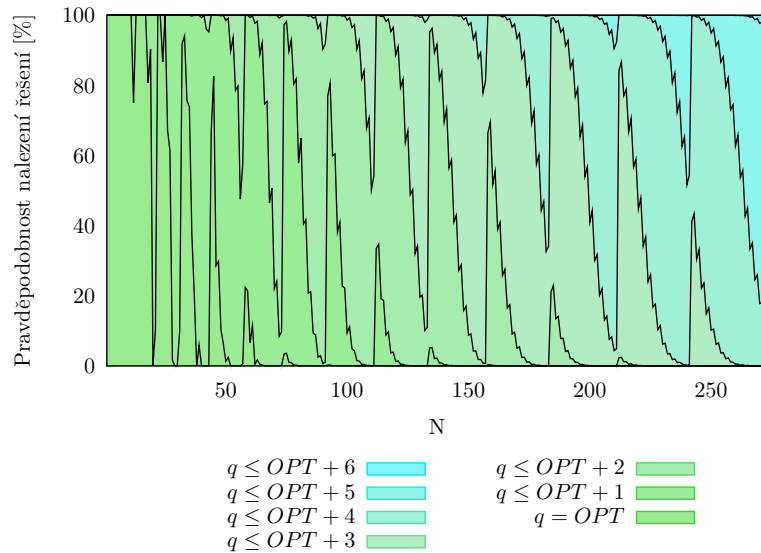 Pravděpodobnost nalezení řešení [%]
100
80
60
40
20
0
50 100 150 200 250
N
q ≤ OPT + 6
q ≤ OPT + 5
q ≤ OPT + 4
q ≤ OPT + 3
q ≤ OPT + 2
q ≤ OPT + 1
q = OPT